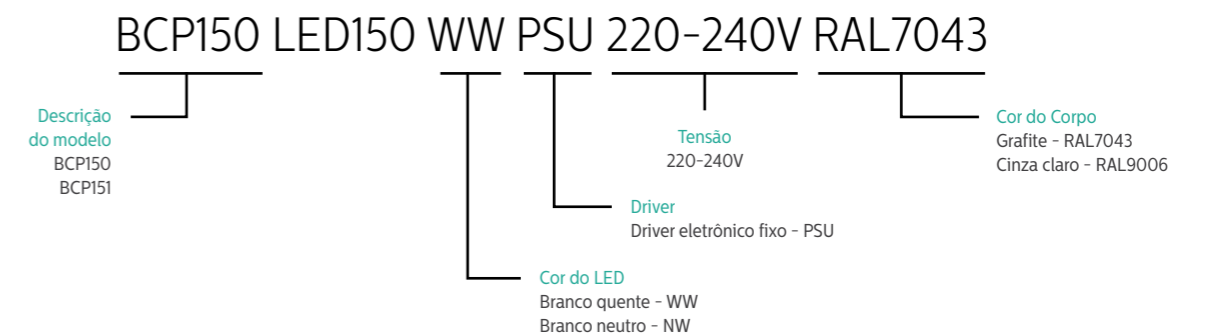 BCP150 LED150 WW PSU 220-240V RAL7043
Descrição
do modelo
BCP150
BCP151
Tensão
220-240V
Cor do Corpo
Grafite - RAL7043
Cinza claro - RAL9006
Driver
Driver eletrônico fixo - PSU
Cor do LED
Branco quente - WW
Branco neutro - NW